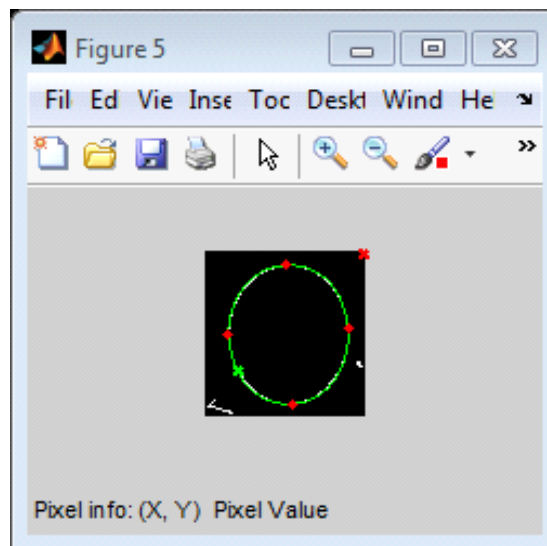 Figure 5
Fil Ed Vie Inse Toc Deskt Wind He
Pixel info: (X, Y) Pixel Value